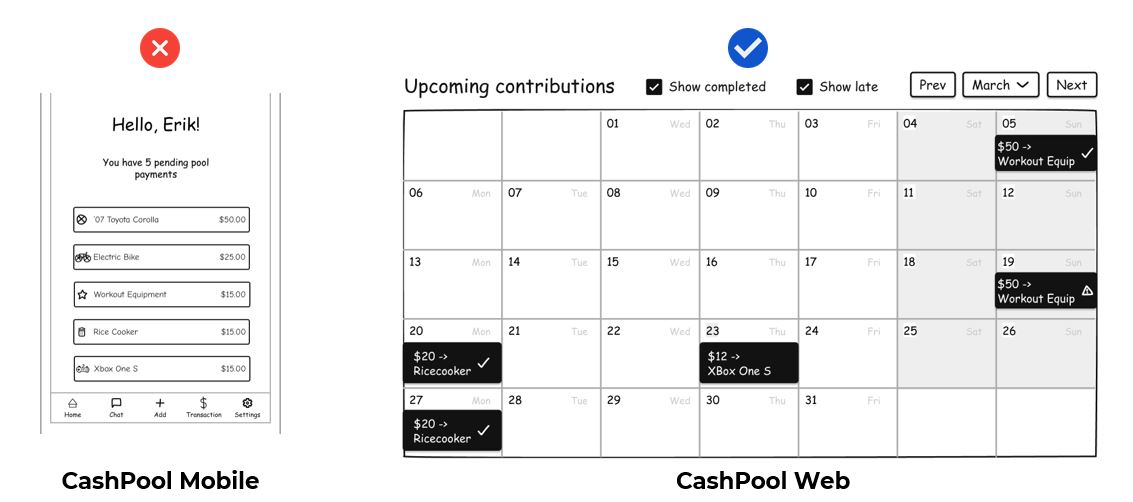 Hello, Erik!
You have 5 pending pool
payments
'07 Toyota Corolla $50.00
Electric Bike $25.00
Workout Equipment $15.00
Rice Cooker $15.00
Xbox One S $15.00
Home Chat Add Transaction Settings
CashPool Mobile
Upcoming contributions Show completed Show late Prev March Next
01 Wed 02 Thu 03 Fri 04 Sat 05 Sun
$50 ->
Workout Equip
06 Mon 07 Tue 08 Wed 09 Thu 10 Fri 11 Sat 12 Sun
13 Mon 14 Tue 15 Wed 16 Thu 17 Fri 18 Sat 19 Sun
$50 ->
Workout Equip
20 Mon 21 Tue 22 Wed 23 Thu 24 Fri 25 Sat 26 Sun
$20 -> $12 ->
Ricecooker XBox One S
27 Mon 28 Tue 29 Wed 30 Thu 31 Fri
$20 ->
Ricecooker
CashPool Web